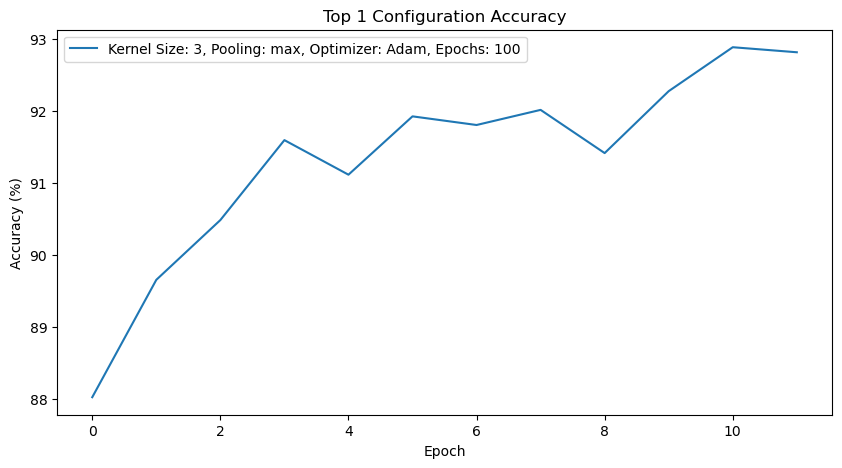 Top 1 Configuration Accuracy
Kernel Size: 3, Pooling: max, Optimizer: Adam, Epochs: 100
93
92
91
90
89
88
Accuracy (%)
0 2 4 6 8 10
Epoch